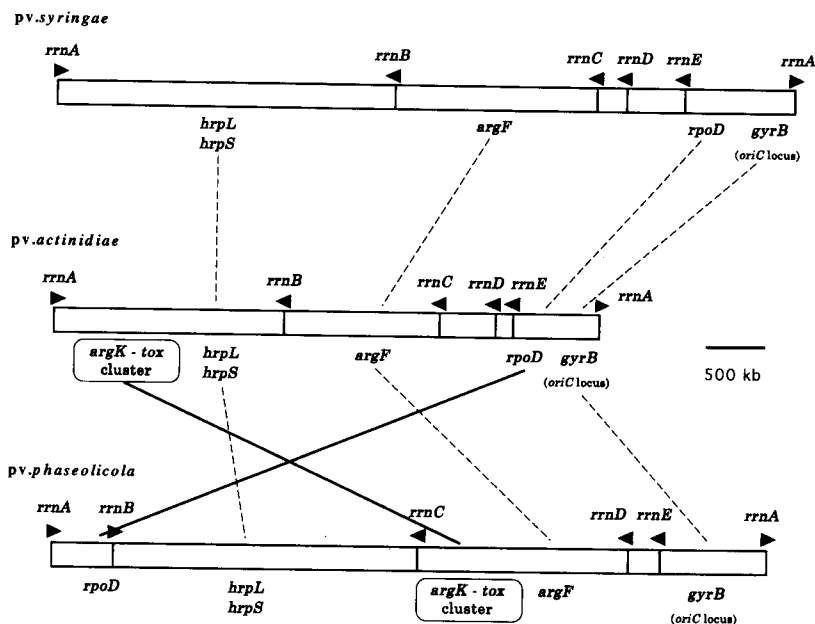 pv.syringae
rrnA rrnB rrnC rrnD rrnE rrnA
hrpL argF rpoD gyrB
hrpS (oriC locus)
pv.actinidiae
rrnA rrnB rrnC rrnD rrnE rrnA
argK - tox cluster hrpL argF rpoD gyrB
hrpS (oriC locus)
500 kb
pv.phaseolicola
rrnA rrnB rrnC rrnD rrnE rrnA
rpoD hrpL argK - tox cluster argF gyrB
hrpS (oriC locus)